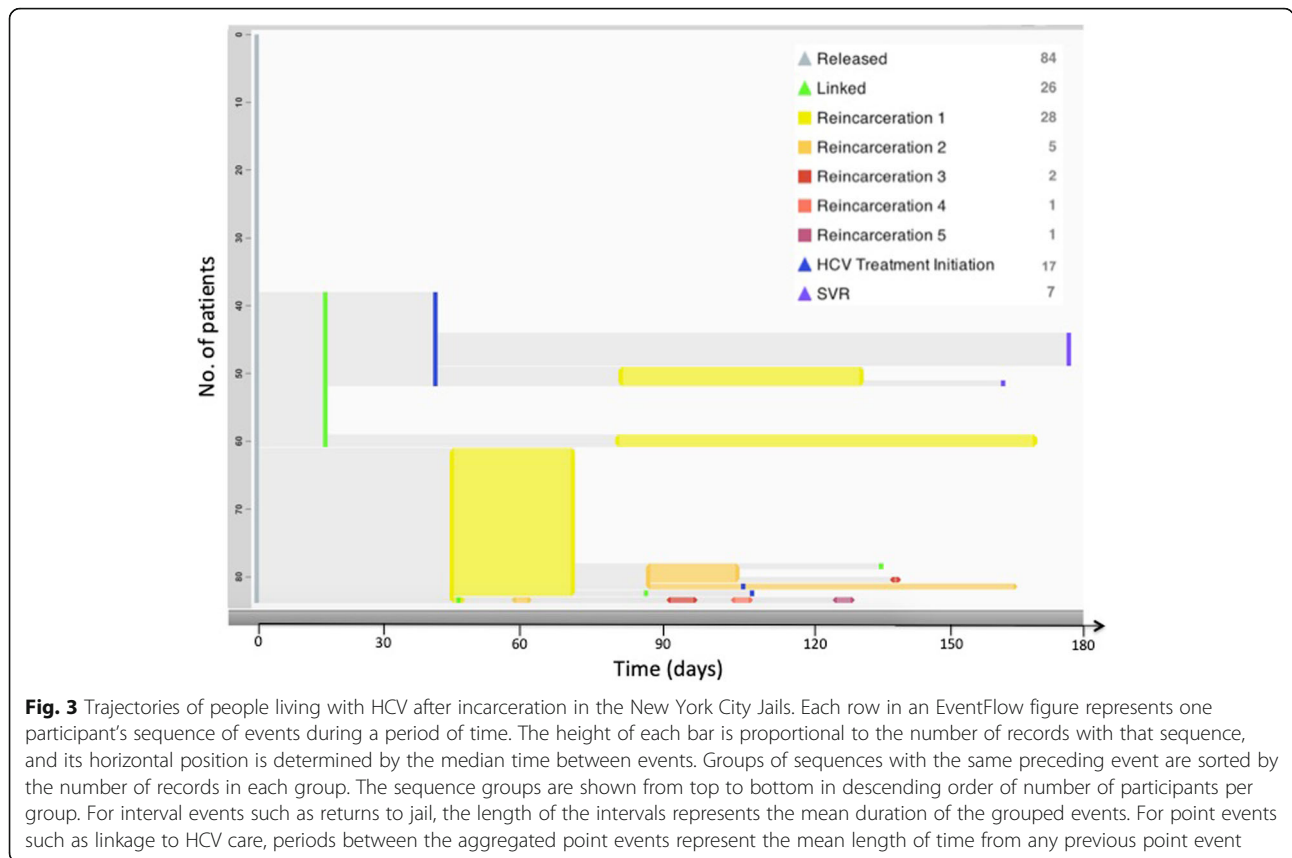 Released 84
Linked 26
Reincarceration 1 28
Reincarceration 2 5
Reincarceration 3 2
Reincarceration 4 1
Reincarceration 5 1
HCV Treatment Initiation 17
SVR 7
No. of patients
0
10
20
30
40
50
60
70
80
0 30 60 90 120 150 180
Time (days)
Fig. 3 Trajectories of people living with HCV after incarceration in the New York City Jails. Each row in an EventFlow figure represents one
participant's sequence of events during a period of time. The height of each bar is proportional to the number of records with that sequence,
and its horizontal position is determined by the median time between events. Groups of sequences with the same preceding event are sorted by
the number of records in each group. The sequence groups are shown from top to bottom in descending order of number of participants per
group. For interval events such as returns to jail, the length of the intervals represents the mean duration of the grouped events. For point events
such as linkage to HCV care, periods between the aggregated point events represent the mean length of time from any previous point event